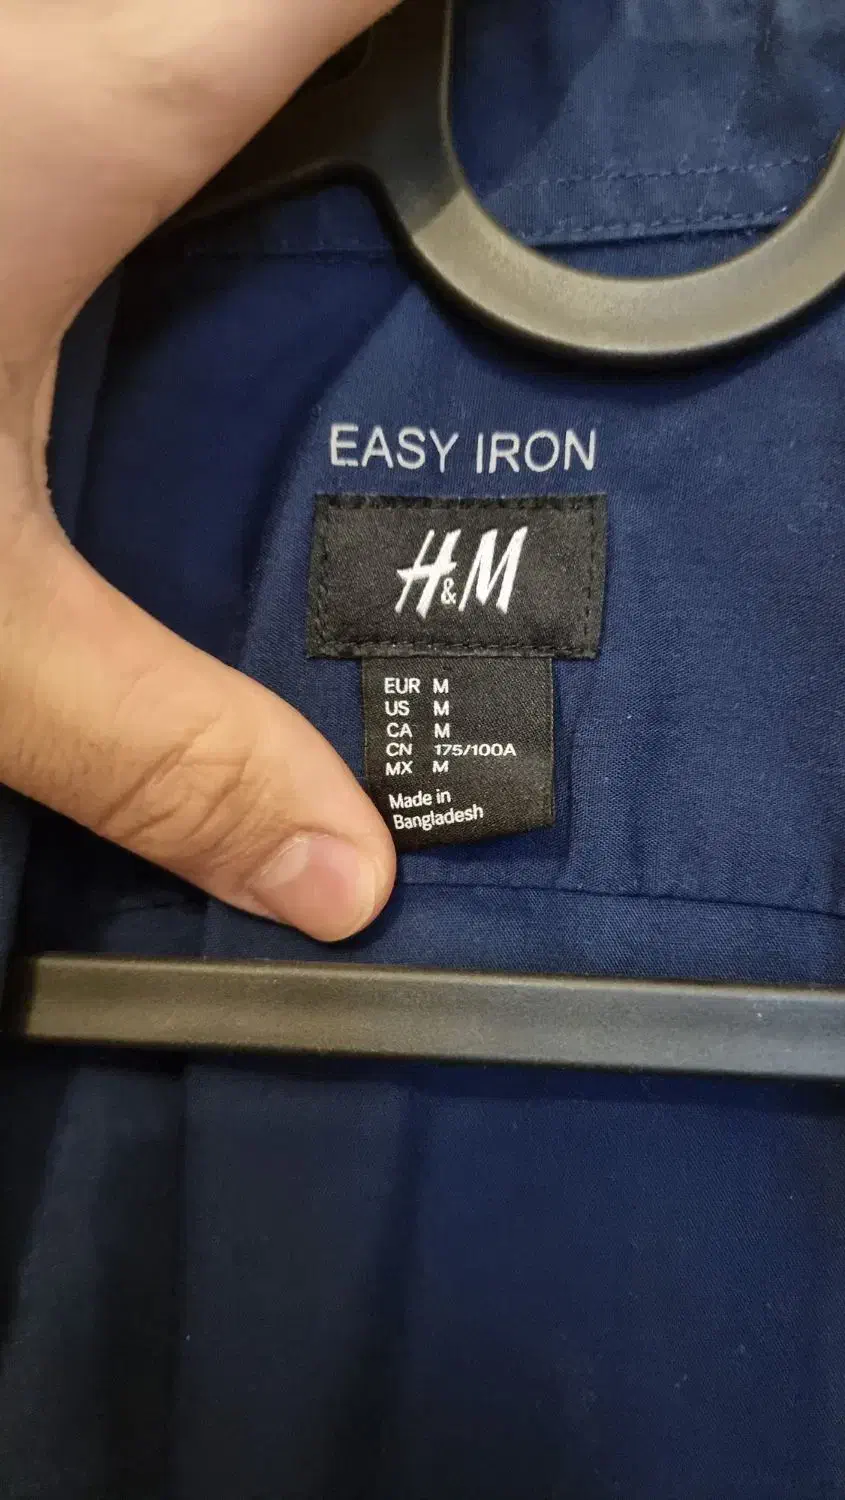 EASY IRON
H&M
EUR M
US M
CA M
CN 175/100A
MX M
Made in
Bangladesh